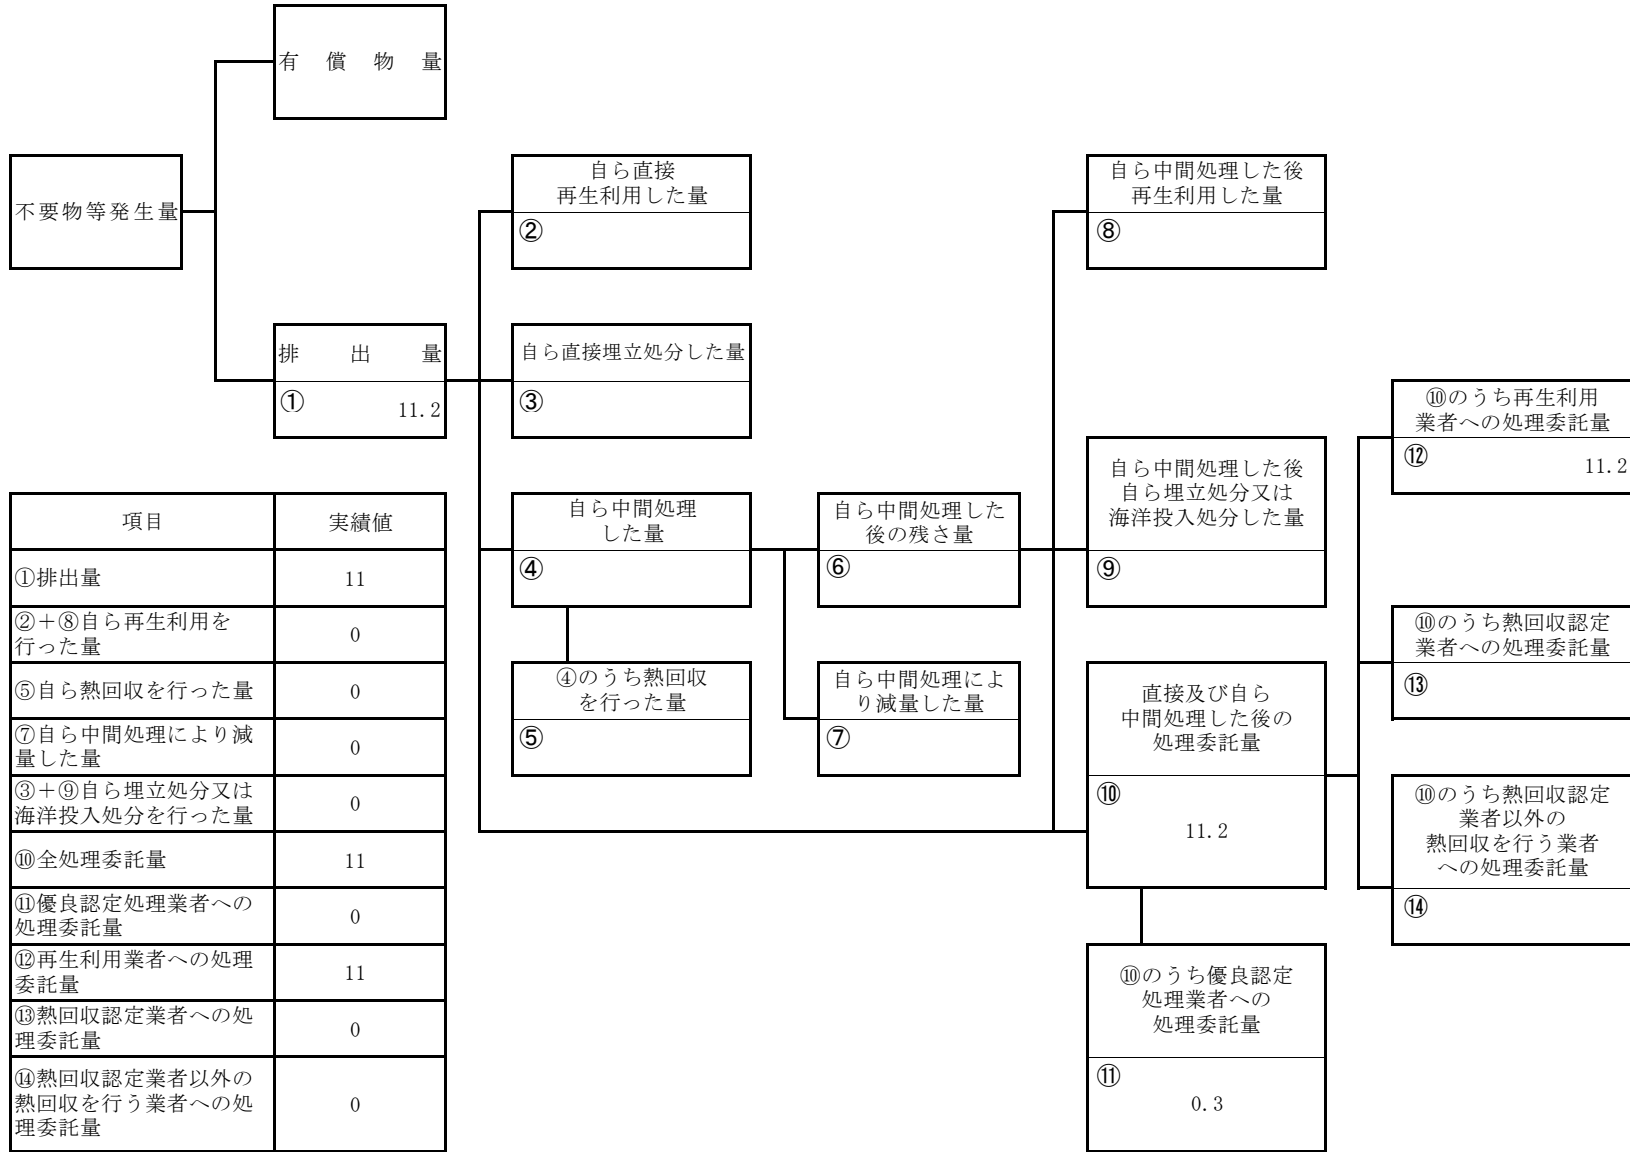 有償物量
不要物等発生量
排出量
① 11.2
自ら直接
再生利用した量
②
自ら直接埋立処分した量
③
自ら中間処理
した量
④
④のうち熱回収
を行った量
⑤
自ら中間処理した
後の残さ量
⑥
自ら中間処理によ
り減量した量
⑦
自ら中間処理した後
再生利用した量
⑧
自ら中間処理した後
自ら埋立処分又は
海洋投入処分した量
⑨
直接及び自ら
中間処理した後の
処理委託量
⑩
11.2
⑩のうち優良認定
処理業者への
処理委託量
⑪
0.3
⑩のうち再生利用
業者への処理委託量
⑫ 11.2
⑩のうち熱回収認定
業者への処理委託量
⑬
⑩のうち熱回収認定
業者以外の
熱回収を行う業者
への処理委託量
⑭
項目 実績値
①排出量 11
②+⑧自ら再生利用を
行った量 0
⑤自ら熱回収を行った量 0
⑦自ら中間処理により減
量した量 0
③+⑨自ら埋立処分又は
海洋投入処分を行った量 0
⑩全処理委託量 11
⑪優良認定処理業者への
処理委託量 0
⑫再生利用業者への処理
委託量 11
⑬熱回収認定業者への処
理委託量 0
⑭熱回収認定業者以外の
熱回収を行う業者への処
理委託量 0